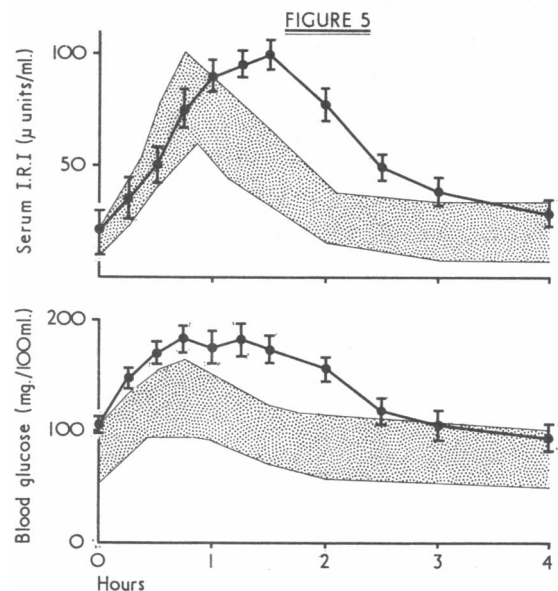 FIGURE 5
Serum I.R.I (μ units/ml.)
100
50
Blood glucose (mg./100ml.)
200
100
0
0 1 2 3 4
Hours